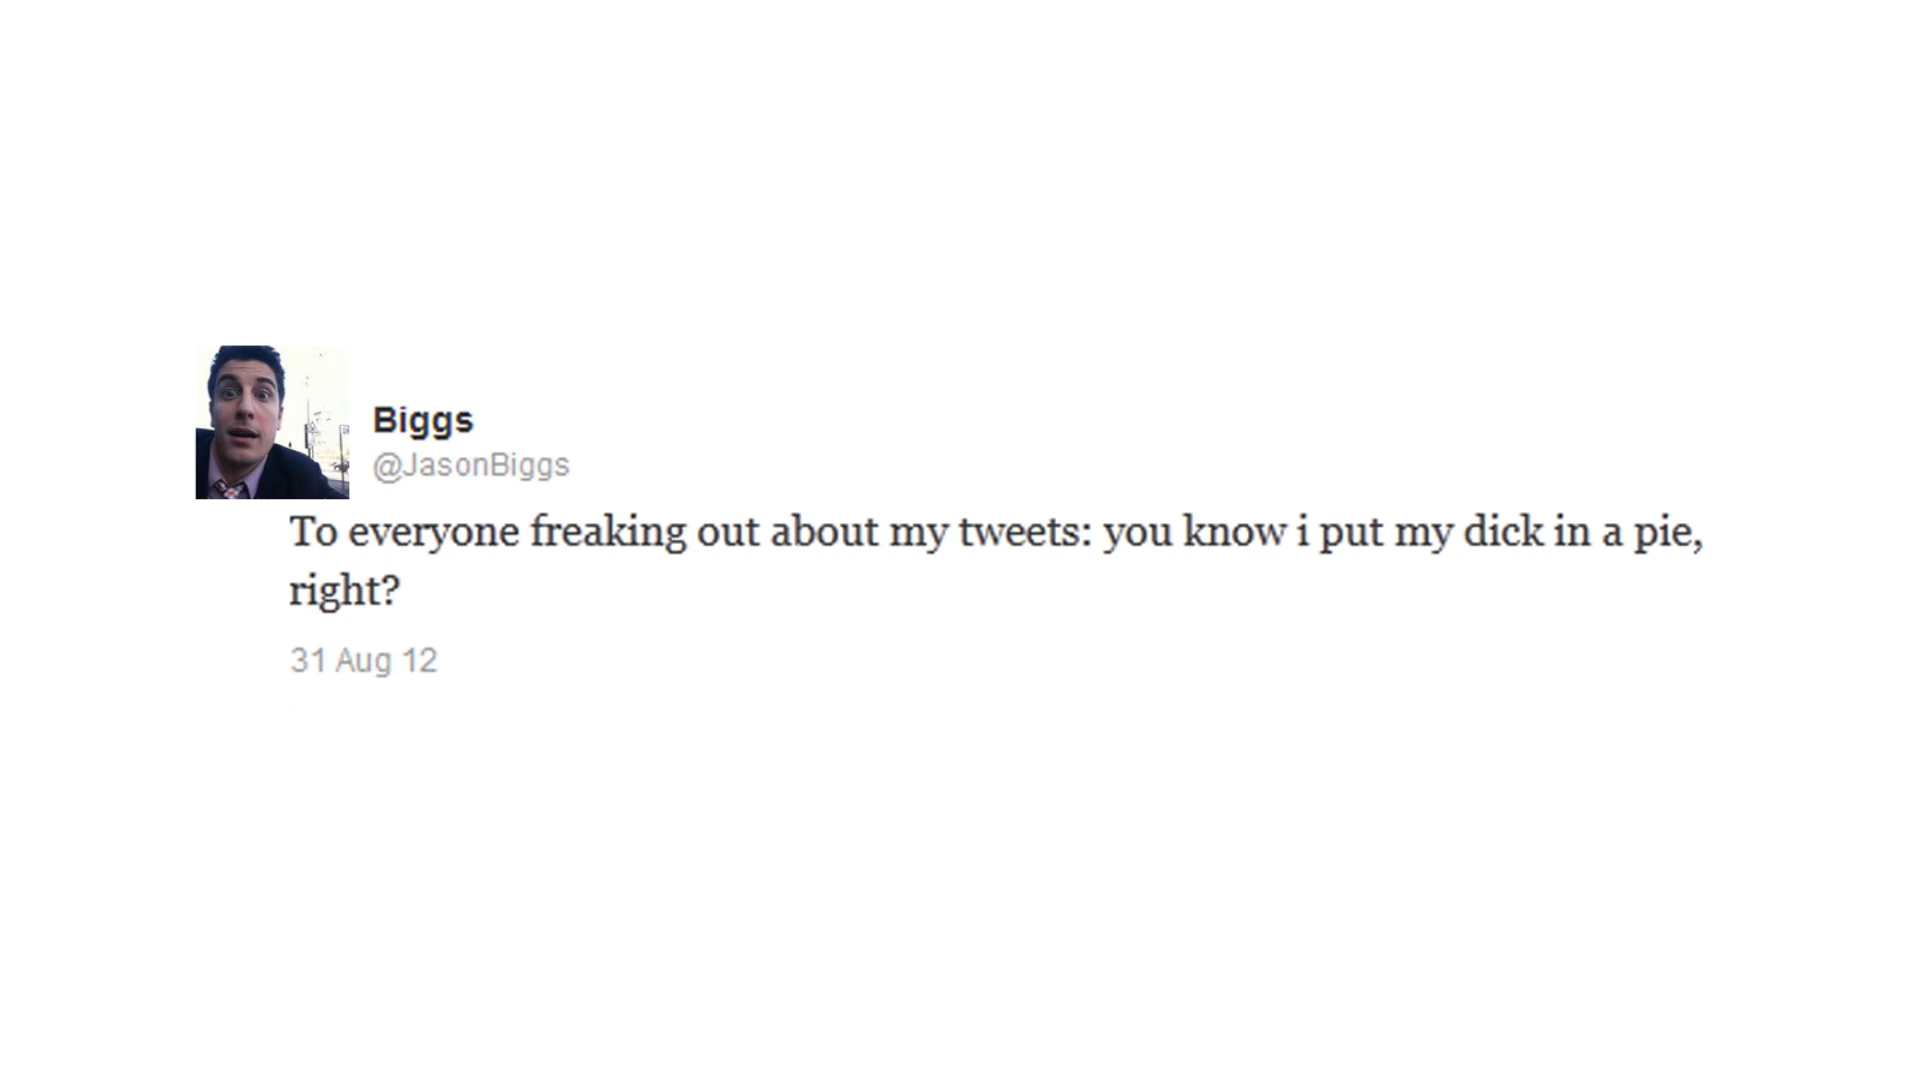 Biggs
@JasonBiggs
To everyone freaking out about my tweets: you know i put my dick in a pie,
right?
31 Aug 12